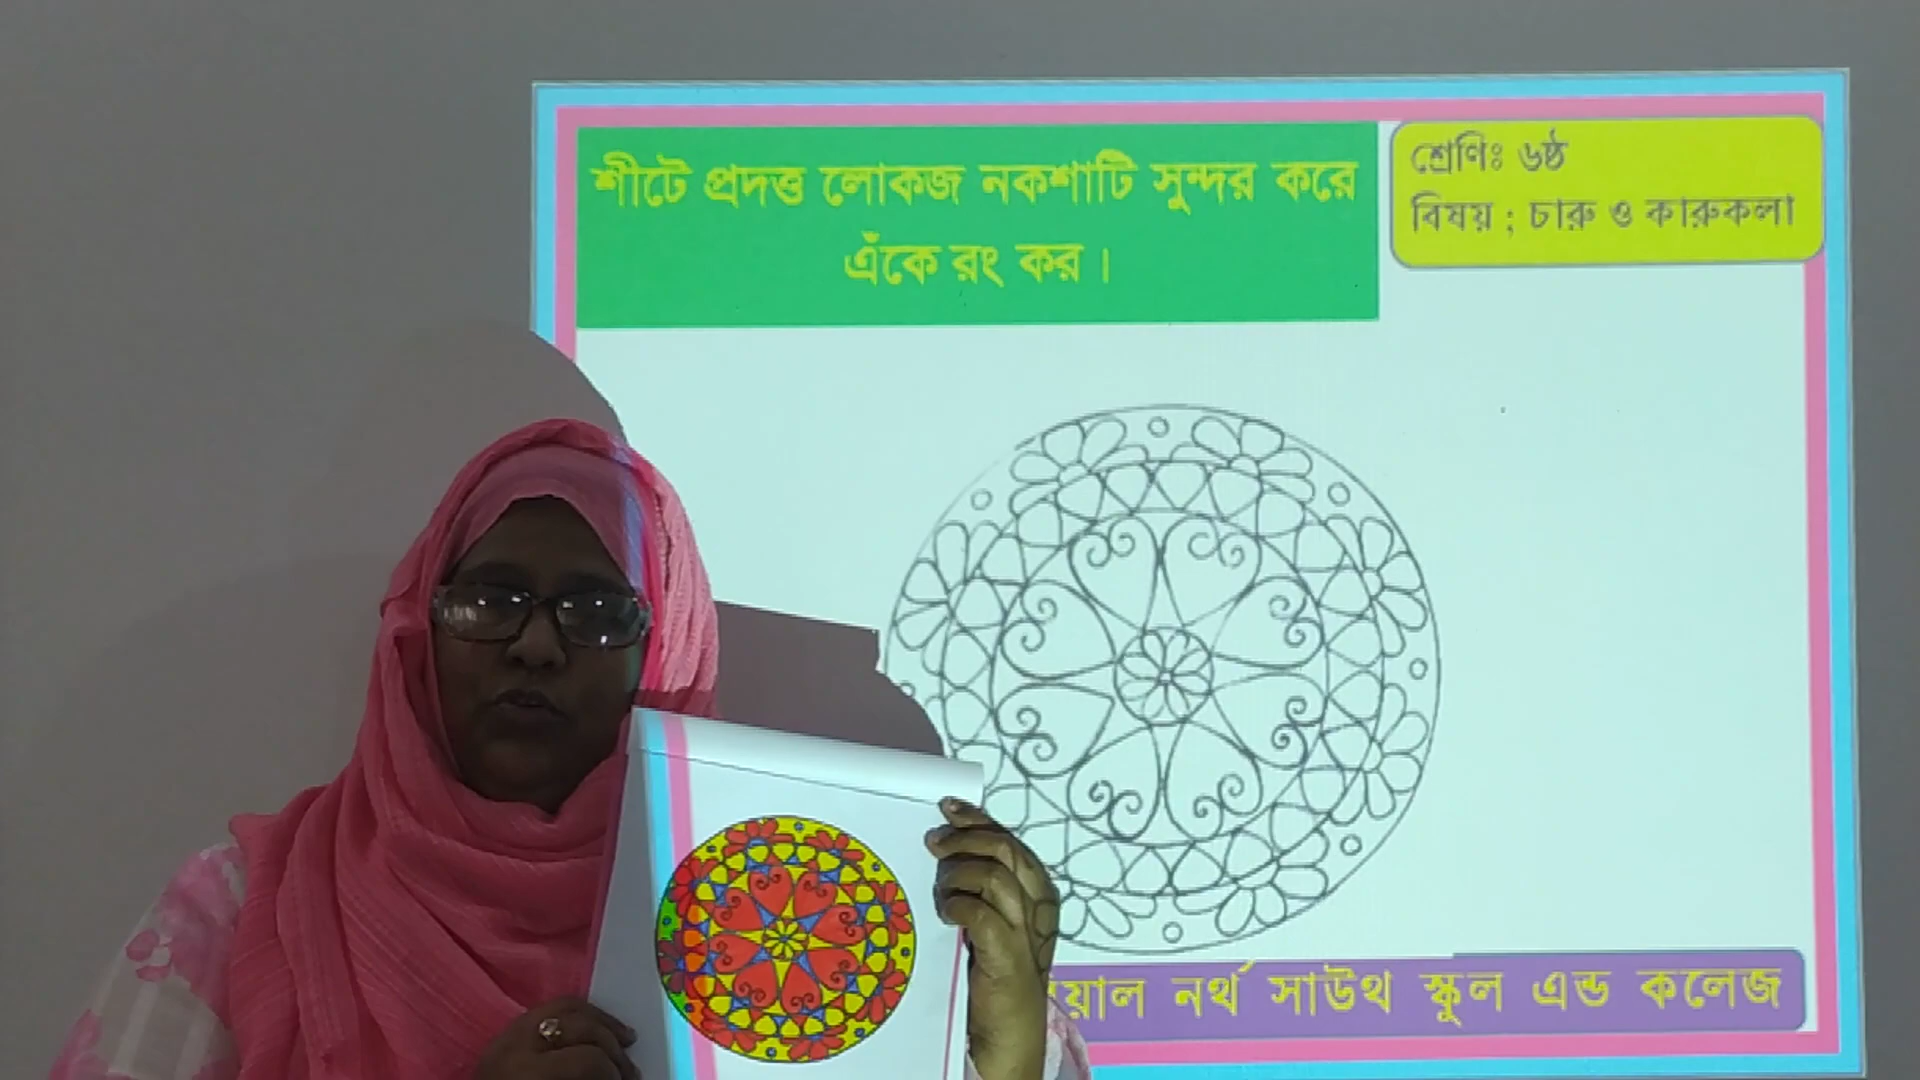 শীটে প্রদত্ত লোকজ নকশাটি সুন্দর করে
এঁকে রং কর ।
শ্রেণিঃ ৬ষ্ঠ
বিষয় ; চারু ও কারুকলা
নর্থ সাউথ স্কুল এন্ড কলেজ